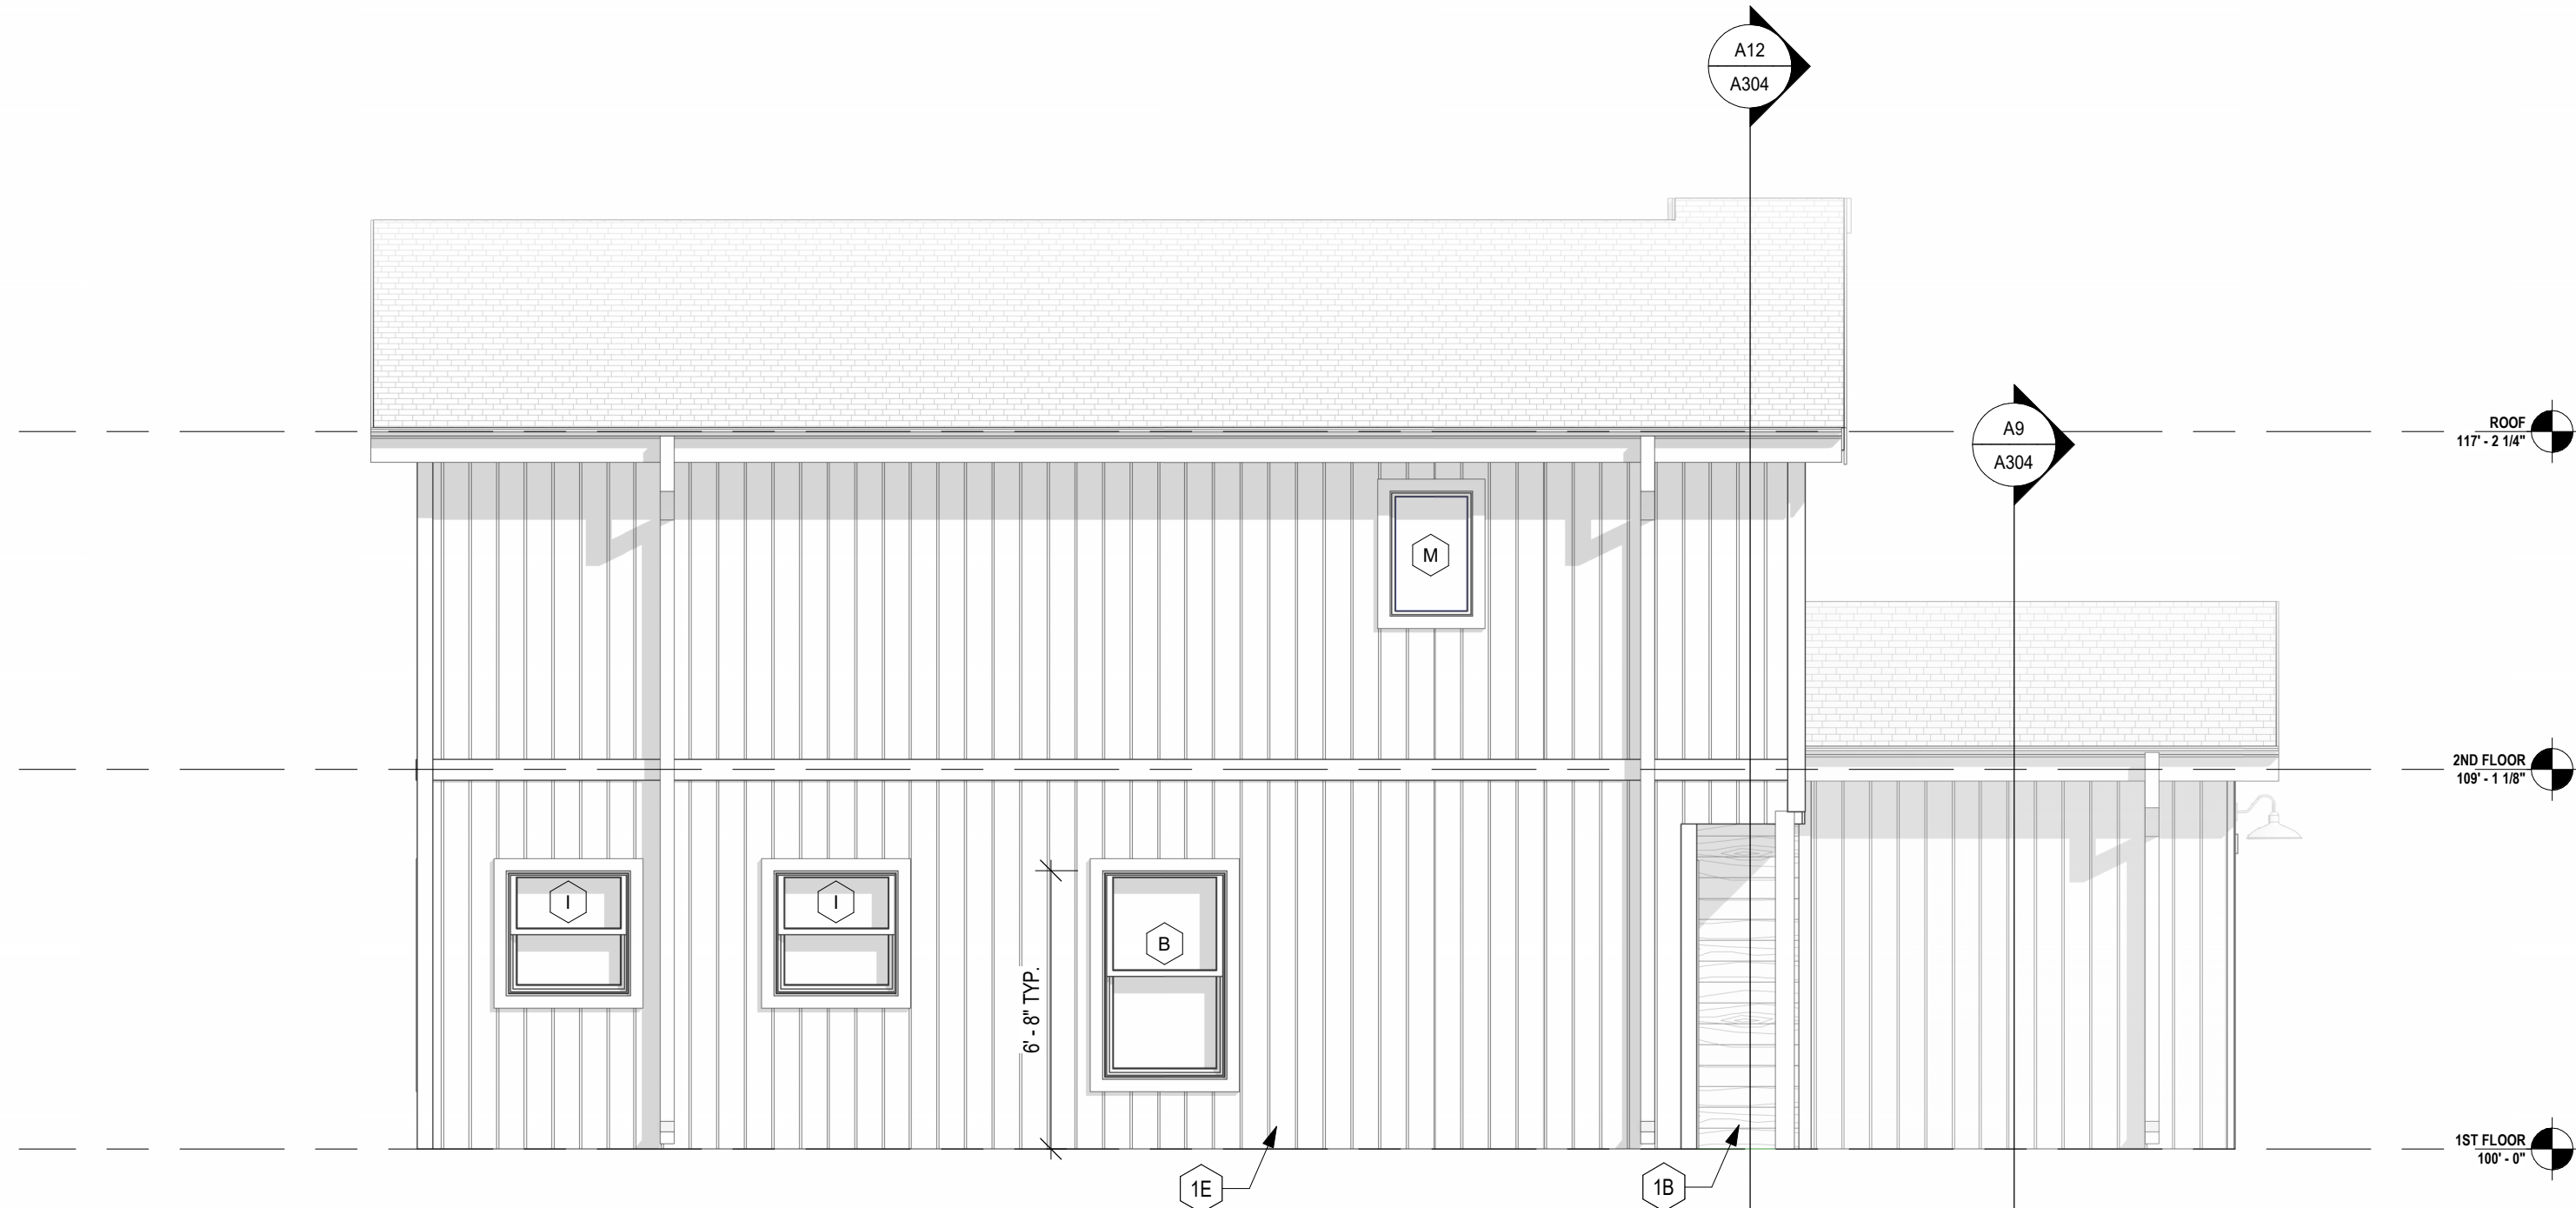 A12
A304
ROOF
117' - 2 1/4"
A9
A304
M
2ND FLOOR
109' - 1 1/8"
I
I
B
6' - 8" TYP.
1ST FLOOR
100' - 0"
1E
1B